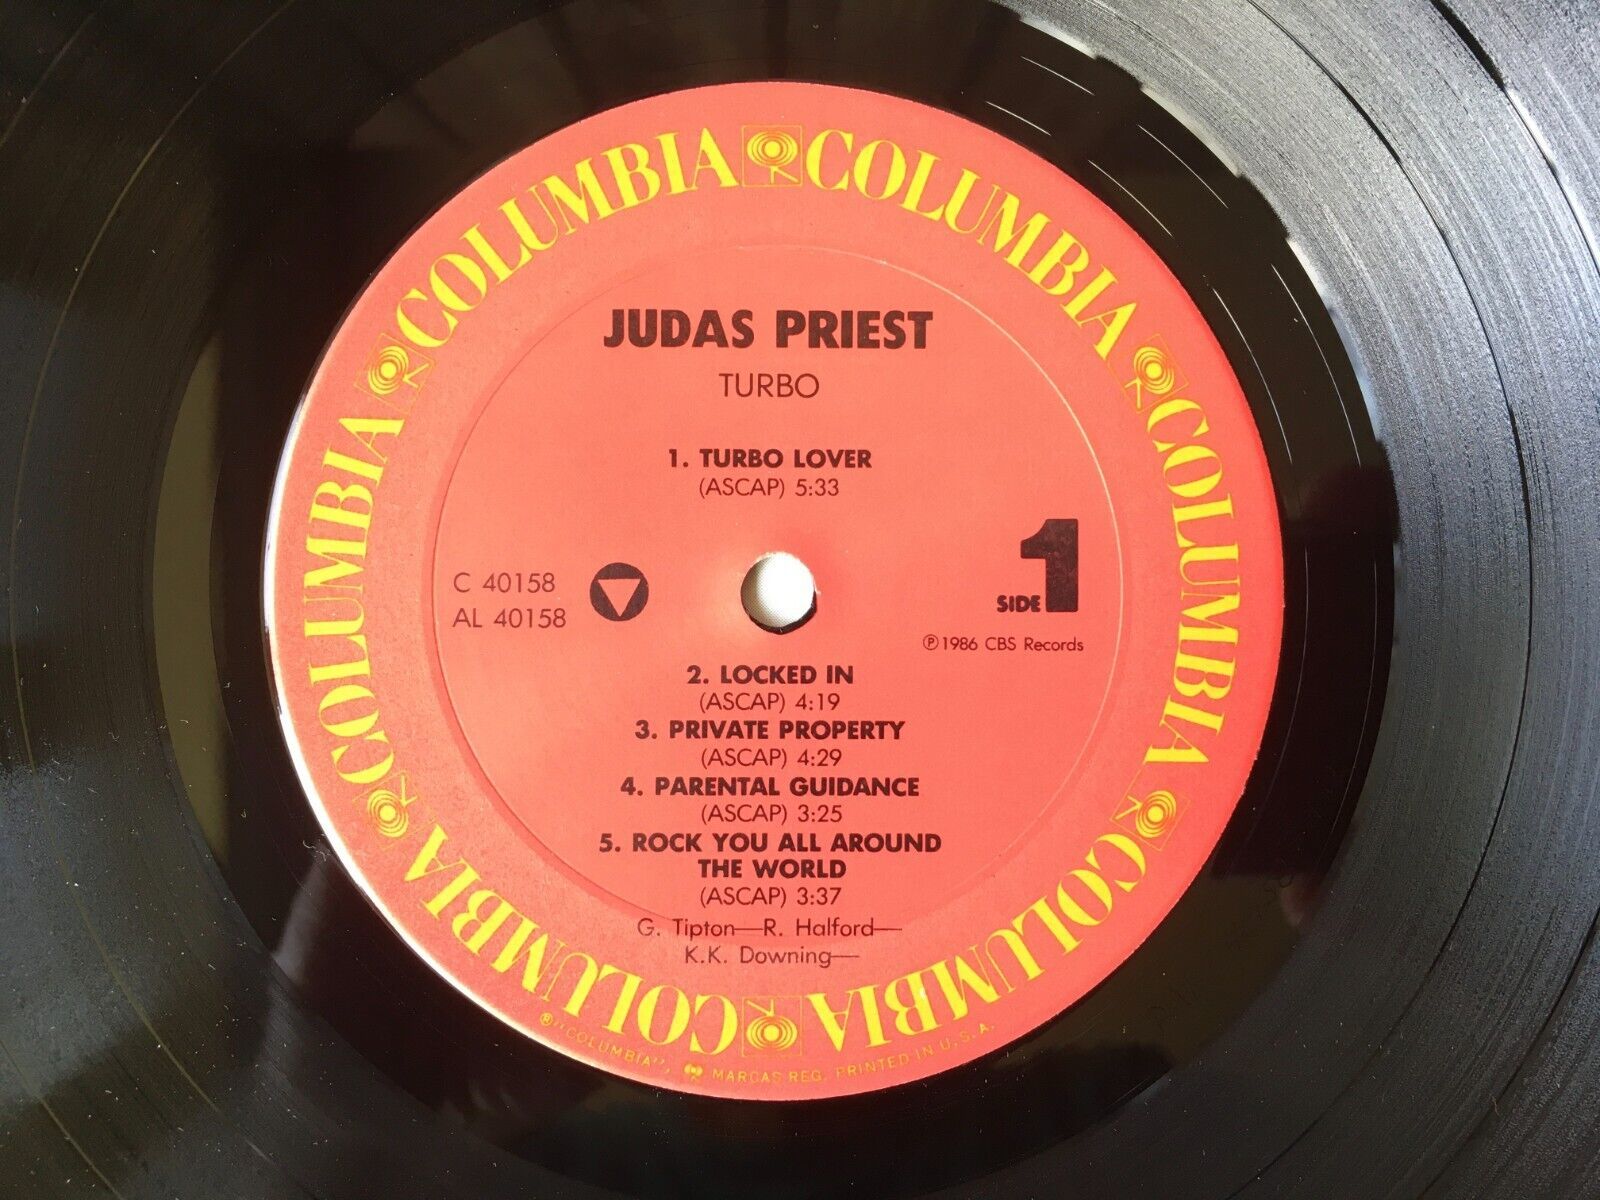 COLUMBIA COLUMBIA COLUMBIA COLUMBIA COLUMBIA COLUMBIA COLUMBIA COLUMBIA
JUDAS PRIEST
TURBO
1. TURBO LOVER
(ASCAP) 5:33
C 40158
AL 40158
SIDE 1
℗ 1986 CBS Records
2. LOCKED IN
(ASCAP) 4:19
3. PRIVATE PROPERTY
(ASCAP) 4:29
4. PARENTAL GUIDANCE
(ASCAP) 3:25
5. ROCK YOU ALL AROUND
THE WORLD
(ASCAP) 3:37
G. Tipton—R. Halford—
K.K. Downing—
®"COLUMBIA", MARCAS REG. PRINTED IN U.S.A.